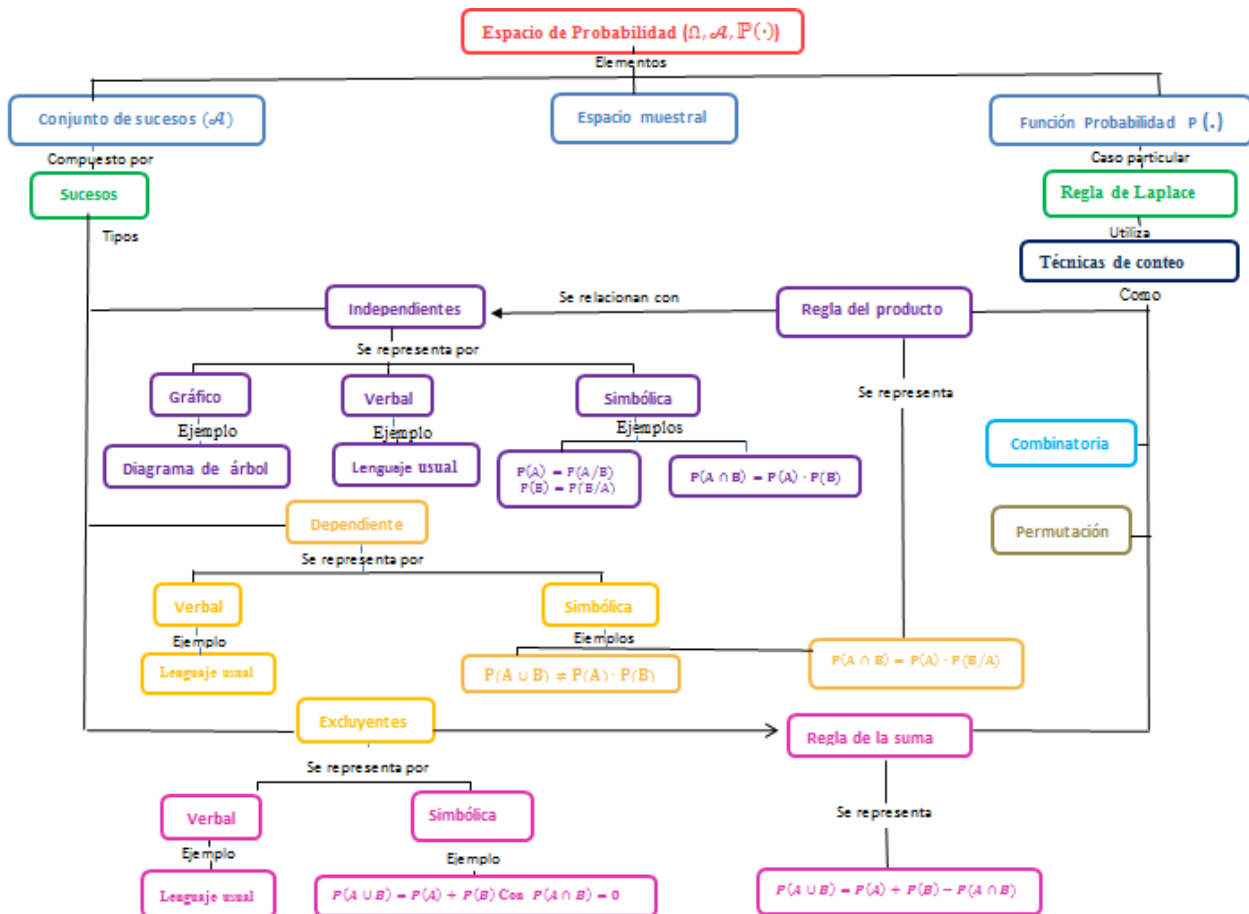 Espacio de Probabilidad (Ω, 𝒜, ℙ(·))
Elementos
Conjunto de sucesos (𝒜)
Espacio muestral
Función Probabilidad P (.)
Compuesto por
Caso particular
Sucesos
Regla de Laplace
Tipos
Utiliza
Técnicas de conteo
Como
Independientes
Se relacionan con
Regla del producto
Se representa por
Se representa
Gráfico
Verbal
Simbólica
Ejemplo
Ejemplo
Ejemplos
Combinatoria
Diagrama de árbol
Lenguaje usual
P(A) = P(A/B)
P(B) = P(B/A)
P(A ∩ B) = P(A) · P(B)
Dependiente
Permutación
Se representa por
Verbal
Simbólica
Ejemplo
Ejemplos
Lenguaje usual
P(A ∪ B) ≠ P(A) · P(B)
P(A ∩ B) = P(A) · P(B/A)
Excluyentes
Regla de la suma
Se representa por
Se representa
Verbal
Simbólica
Ejemplo
Ejemplo
Lenguaje usual
P(A ∪ B) = P(A) + P(B) Con P(A ∩ B) = 0
P(A ∪ B) = P(A) + P(B) − P(A ∩ B)